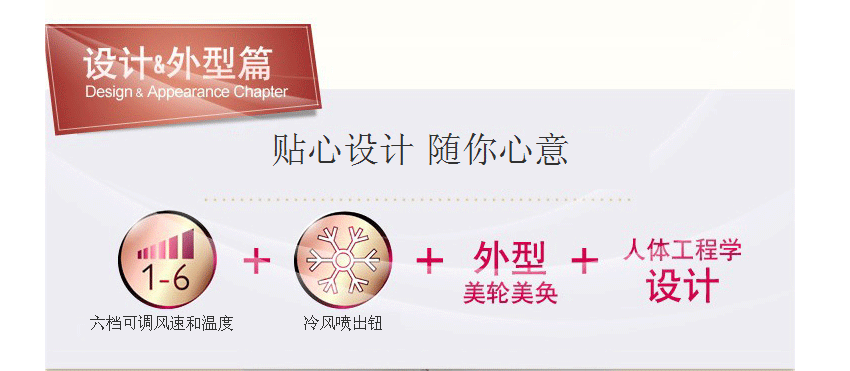 设计&外型篇
Design & Appearance Chapter
贴心设计 随你心意
1-6
六档可调风速和温度
+
冷风喷出钮
+
外型
美轮美奂
+
人体工程学
设计